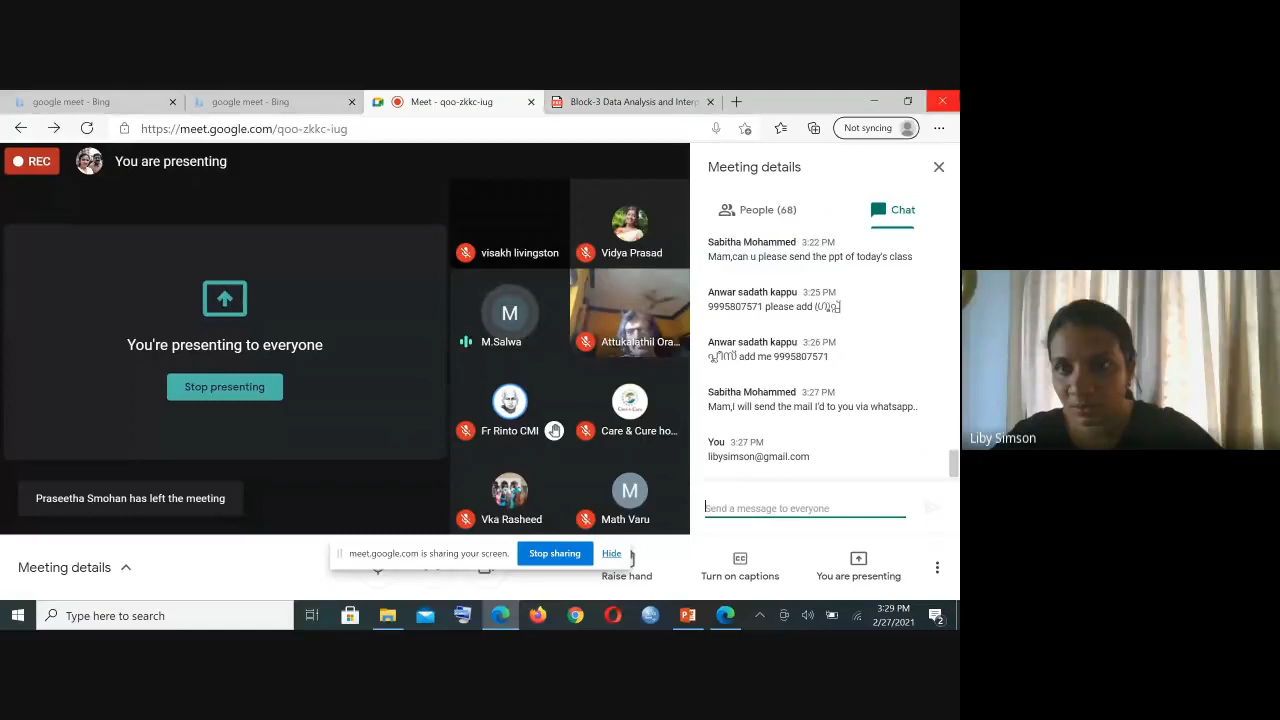 google meet - Bing
google meet - Bing
Meet - qoo-zkkc-iug
Block-3 Data Analysis and Interp
https://meet.google.com/qoo-zkkc-iug
Not syncing
REC
You are presenting
You're presenting to everyone
Stop presenting
Praseetha Smohan has left the meeting
visakh livingston
Vidya Prasad
M
M.Salwa
Attukalathil Ora...
Fr Rinto CMI
Care & Cure ho...
Vka Rasheed
M
Math Varu
Meeting details
People (68)
Chat
Sabitha Mohammed 3:22 PM
Mam,can u please send the ppt of today's class
Anwar sadath kappu 3:25 PM
9995807571 please add (ഗ്രൂപ്പ്
Anwar sadath kappu 3:26 PM
പ്ലീസ് add me 9995807571
Sabitha Mohammed 3:27 PM
Mam,I will send the mail I'd to you via whatsapp..
You 3:27 PM
libysimson@gmail.com
Send a message to everyone
meet.google.com is sharing your screen.
Stop sharing
Hide
Meeting details
Raise hand
Turn on captions
You are presenting
Type here to search
3:29 PM
2/27/2021
2
Liby Simson